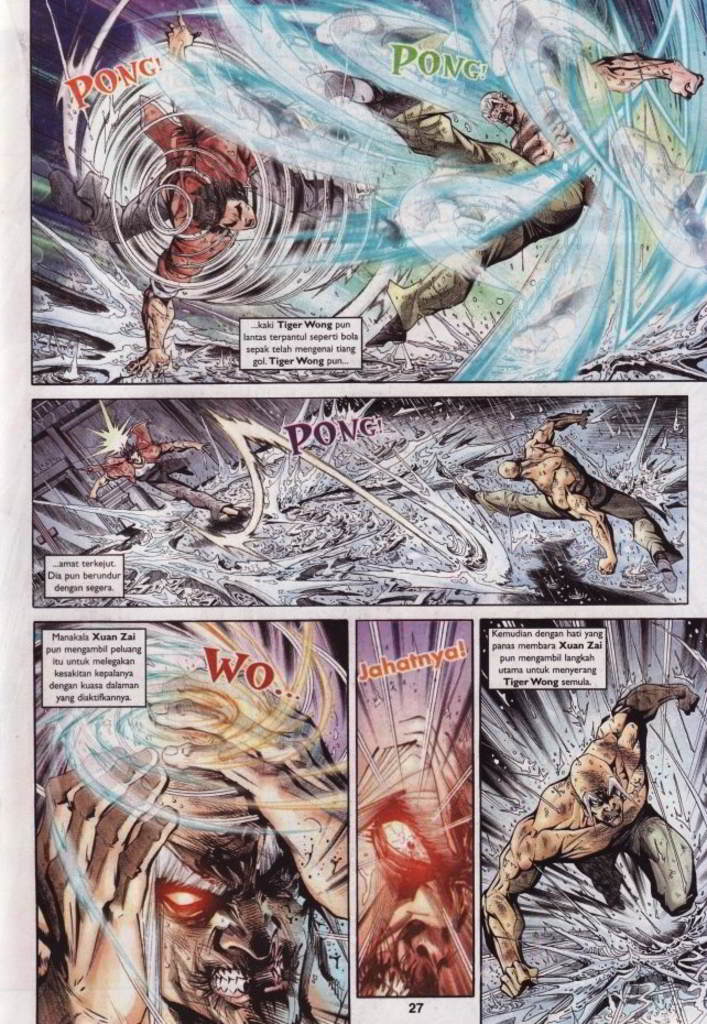 PONG!
PONG!
...kaki Tiger Wong pun
lantas terpantul seperti bola
sepak telah mengenai tiang
gol. Tiger Wong pun...
PONG!
...amat terkejut.
Dia pun berundur
dengan segera.
Manakala Xuan Zai
pun mengambil peluang
itu untuk melegakan
kesakitan kepalanya
dengan kuasa dalaman
yang diaktifkannya.
WO...
Jahatnya!
Kemudian dengan hati yang
panas membara Xuan Zai
pun mengambil langkah
utama untuk menyerang
Tiger Wong semula.
27